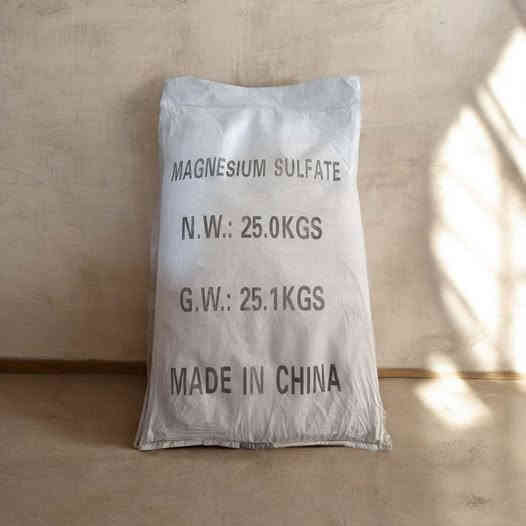 MAGNESIUM SULFATE
N.W.: 25.0KGS
G.W.: 25.1KGS
MADE IN CHINA